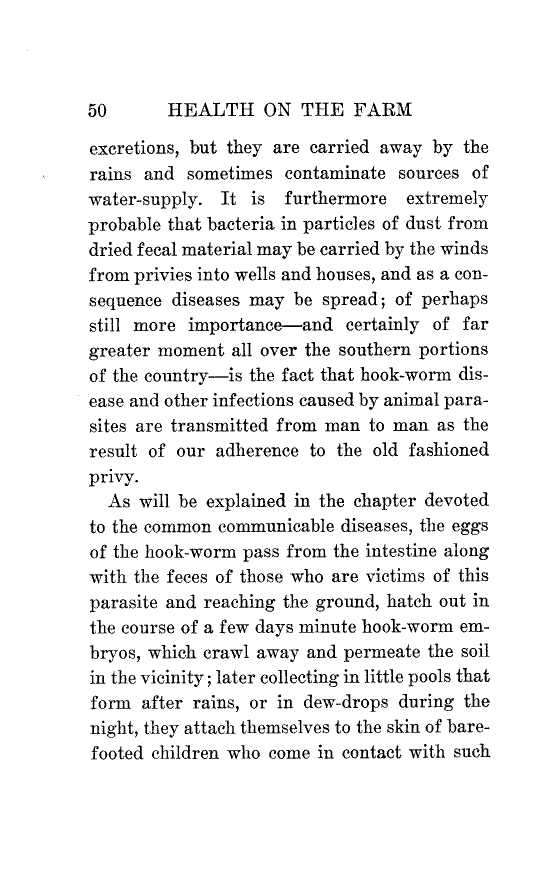 50 HEALTH ON THE FARM
excretions, but they are carried away by the
rains and sometimes contaminate sources of
water-supply. It is furthermore extremely
probable that bacteria in particles of dust from
dried fecal material may be carried by the winds
from privies into wells and houses, and as a con-
sequence diseases may be spread; of perhaps
still more importance—and certainly of far
greater moment all over the southern portions
of the country—is the fact that hook-worm dis-
ease and other infections caused by animal para-
sites are transmitted from man to man as the
result of our adherence to the old fashioned
privy.
As will be explained in the chapter devoted
to the common communicable diseases, the eggs
of the hook-worm pass from the intestine along
with the feces of those who are victims of this
parasite and reaching the ground, hatch out in
the course of a few days minute hook-worm em-
bryos, which crawl away and permeate the soil
in the vicinity; later collecting in little pools that
form after rains, or in dew-drops during the
night, they attach themselves to the skin of bare-
footed children who come in contact with such